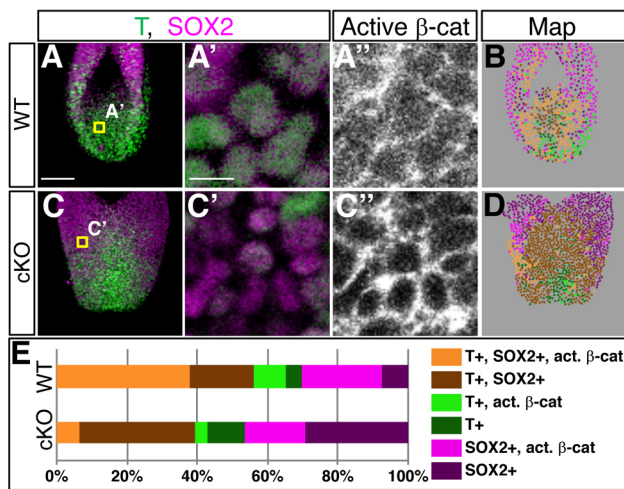 T, SOX2
Active β-cat
Map
WT
A
A'
A'
A''
B
cKO
C
C'
C'
C''
D
E
WT
cKO
0%
20%
40%
60%
80%
100%
T+, SOX2+, act. β-cat
T+, SOX2+
T+, act. β-cat
T+
SOX2+, act. β-cat
SOX2+